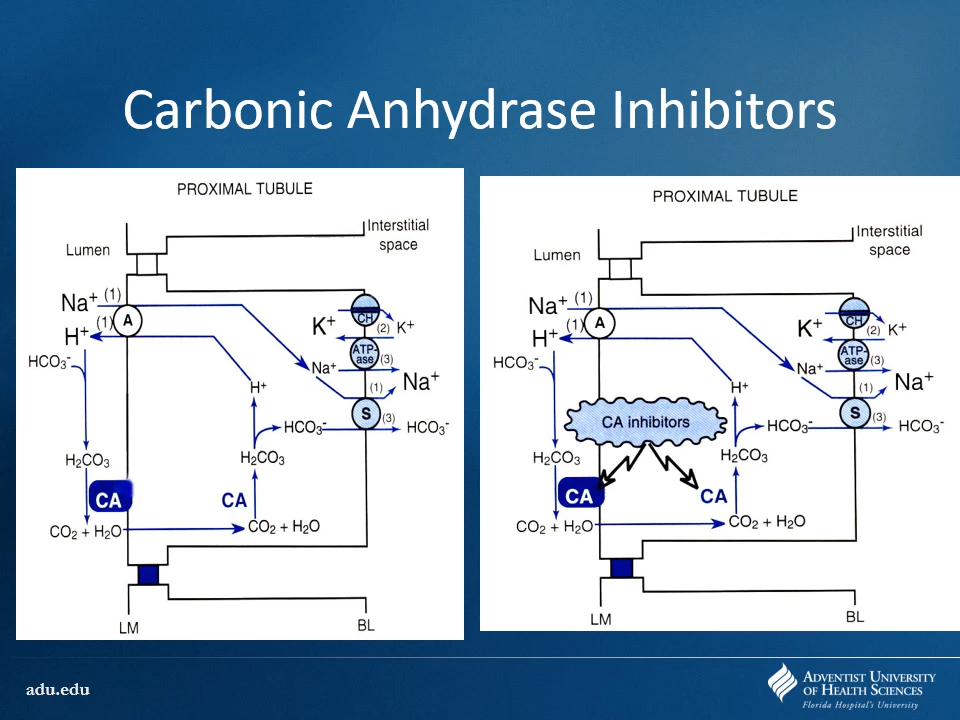 Carbonic Anhydrase Inhibitors
PROXIMAL TUBULE
Interstitial
space
Lumen
Na⁺ (1)
A
(1)
H⁺
HCO₃⁻
CH
K⁺
(2)
K⁺
ATP-
ase
(3)
Na⁺
(1)
Na⁺
H⁺
S
(3)
HCO₃⁻
HCO₃⁻
H₂CO₃
H₂CO₃
CA
CA
CO₂ + H₂O
CO₂ + H₂O
LM
BL
PROXIMAL TUBULE
Interstitial
space
Lumen
Na⁺ (1)
A
(1)
H⁺
HCO₃⁻
CH
K⁺
(2)
K⁺
ATP-
ase
(3)
Na⁺
(1)
Na⁺
H⁺
S
(3)
CA inhibitors
HCO₃⁻
HCO₃⁻
H₂CO₃
H₂CO₃
CA
CA
CO₂ + H₂O
CO₂ + H₂O
LM
BL
adu.edu
ADVENTIST UNIVERSITY
OF HEALTH SCIENCES
Florida Hospital's University